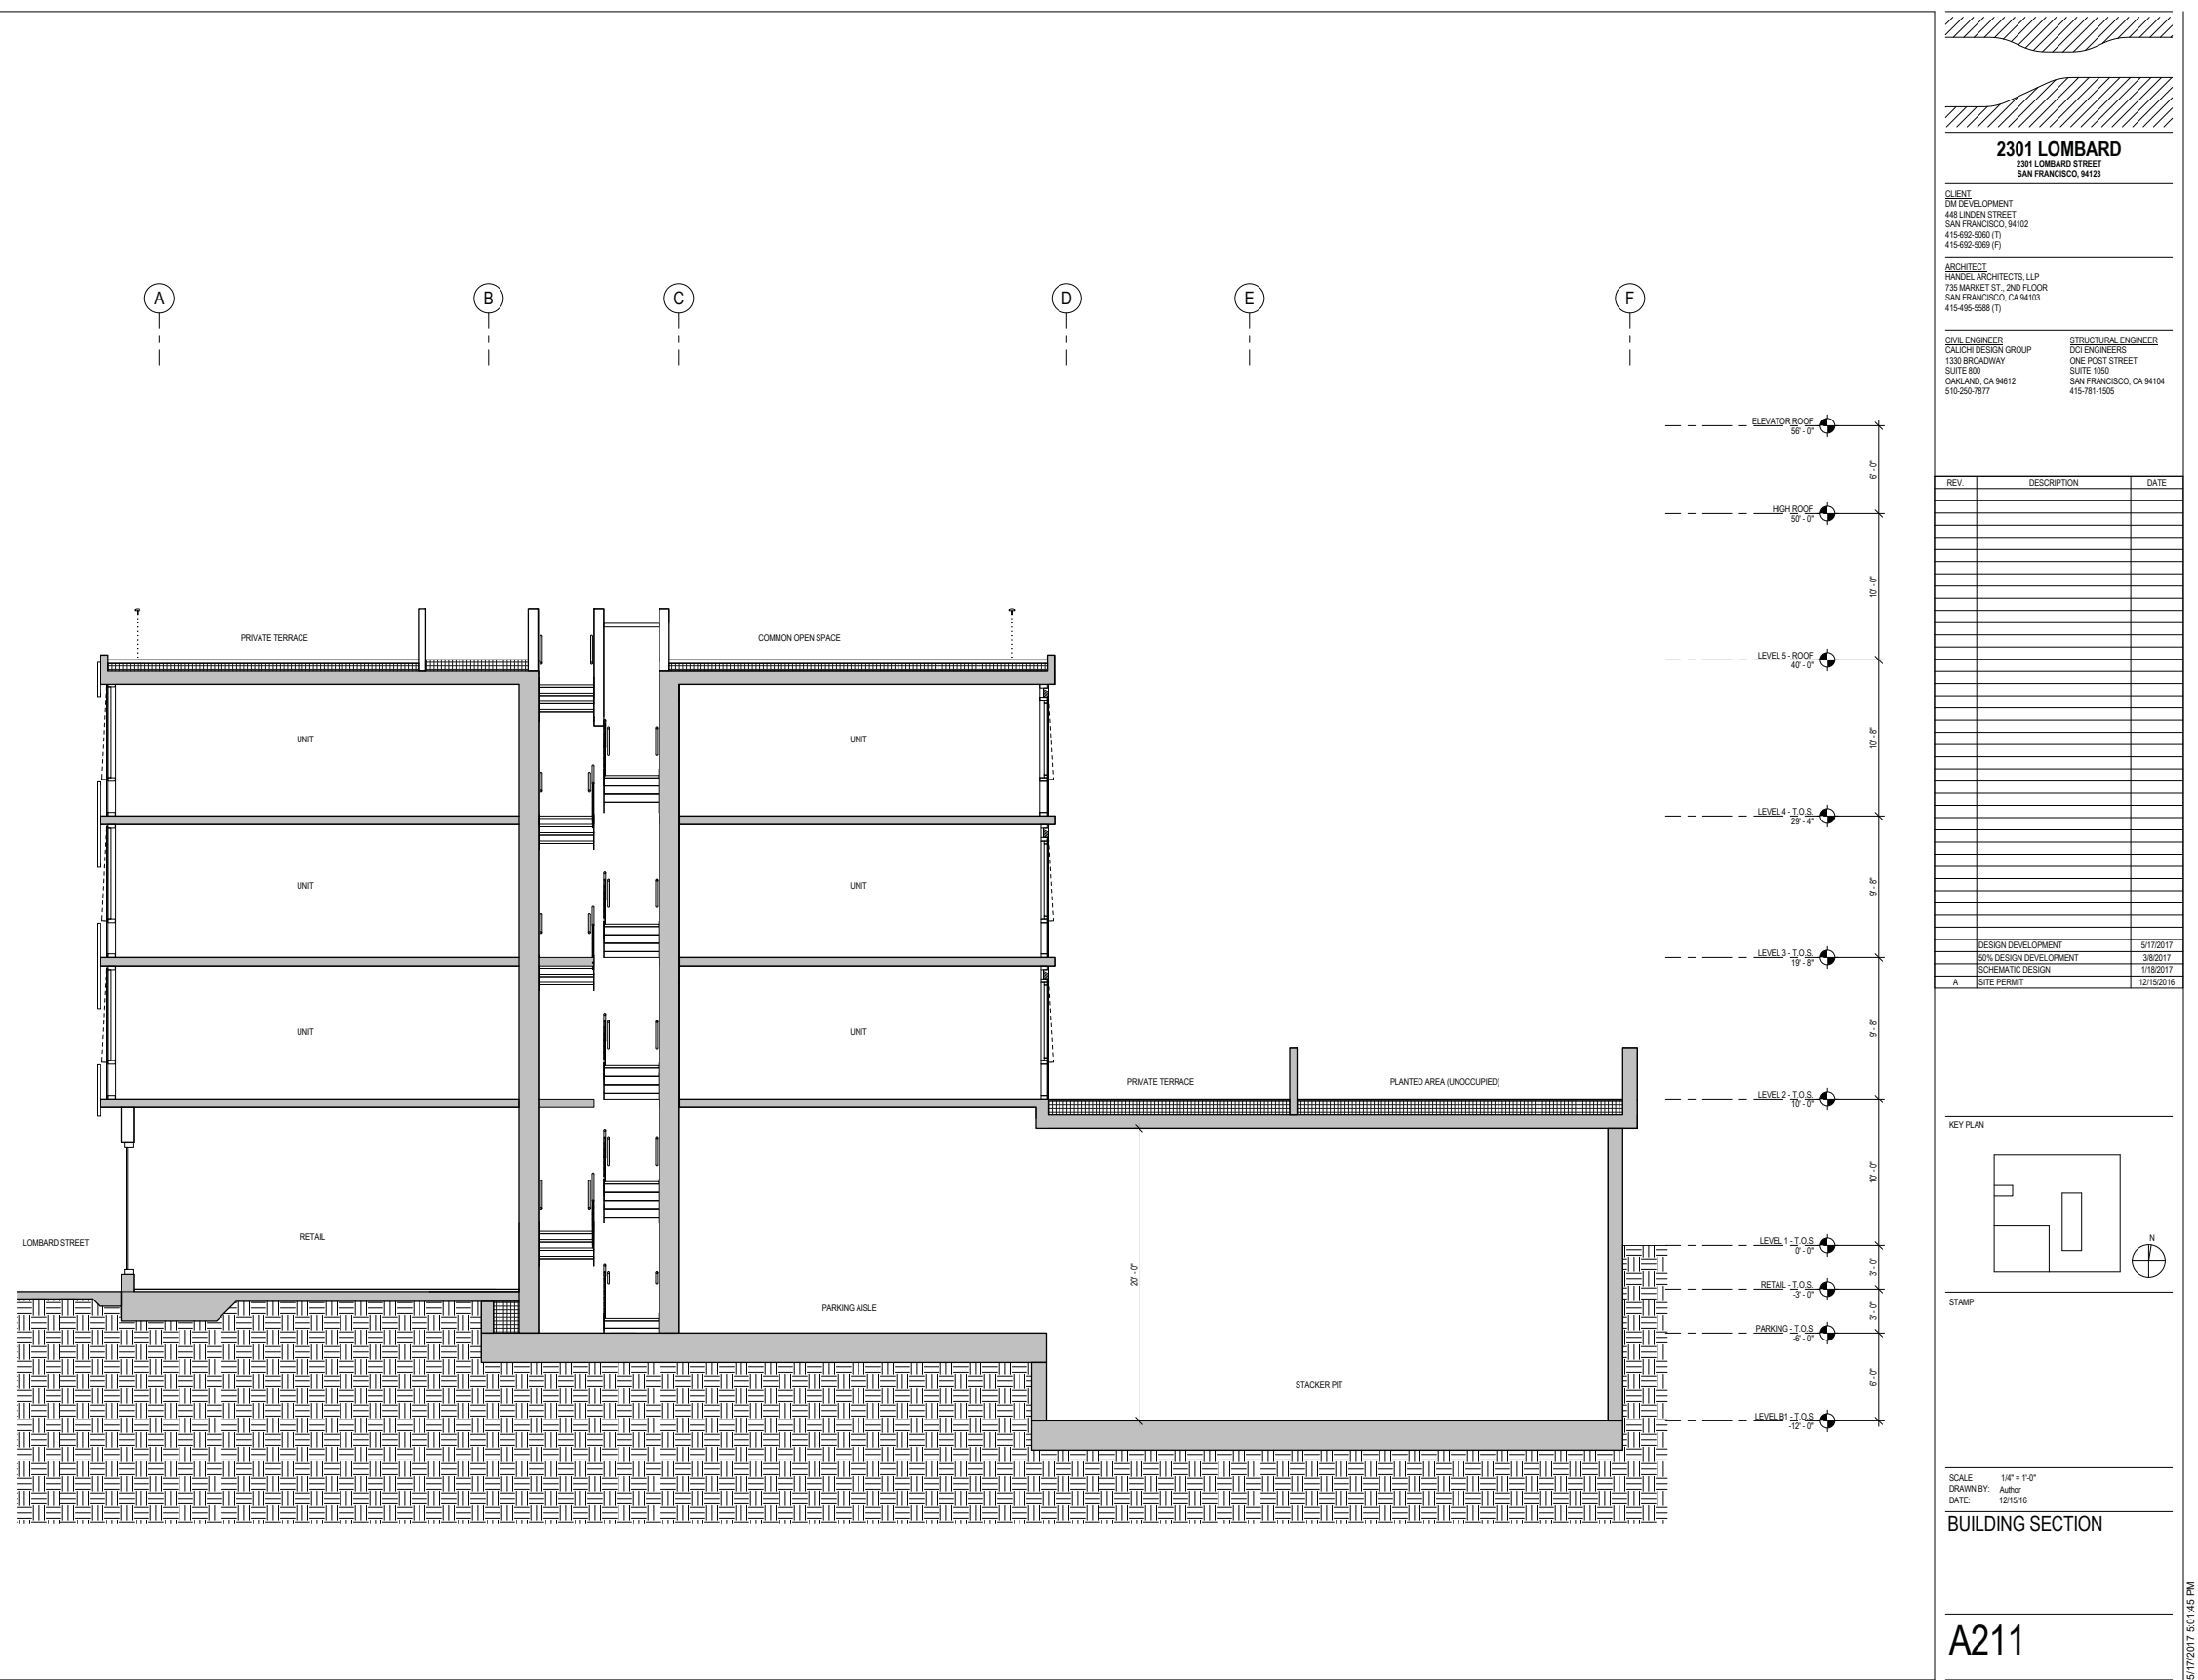 A
B
C
D
E
F
ELEVATOR ROOF
56' - 0"
6' - 0"
HIGH ROOF
50' - 0"
10' - 0"
LEVEL 5 - ROOF
40' - 0"
10' - 8"
LEVEL 4 - T.O.S.
29' - 4"
9' - 8"
LEVEL 3 - T.O.S.
19' - 8"
9' - 8"
LEVEL 2 - T.O.S.
10' - 0"
10' - 0"
LEVEL 1 - T.O.S
0' - 0"
3' - 0"
RETAIL - T.O.S.
-3' - 0"
3' - 0"
PARKING - T.O.S
-6' - 0"
6' - 0"
LEVEL B1 - T.O.S
-12' - 0"
PRIVATE TERRACE
COMMON OPEN SPACE
UNIT
UNIT
UNIT
UNIT
UNIT
UNIT
PRIVATE TERRACE
PLANTED AREA (UNOCCUPIED)
LOMBARD STREET
RETAIL
PARKING AISLE
20' - 0"
STACKER PIT
2301 LOMBARD
2301 LOMBARD STREET
SAN FRANCISCO, 94123
CLIENT
DM DEVELOPMENT
448 LINDEN STREET
SAN FRANCISCO, 94102
415-692-5060 (T)
415-692-5069 (F)
ARCHITECT
HANDEL ARCHITECTS, LLP
735 MARKET ST., 2ND FLOOR
SAN FRANCISCO, CA 94103
415-495-5588 (T)
CIVIL ENGINEER
CALICHI DESIGN GROUP
1330 BROADWAY
SUITE 800
OAKLAND, CA 94612
510-250-7877
STRUCTURAL ENGINEER
DCI ENGINEERS
ONE POST STREET
SUITE 1050
SAN FRANCISCO, CA 94104
415-781-1505
REV. DESCRIPTION DATE
DESIGN DEVELOPMENT 5/17/2017
50% DESIGN DEVELOPMENT 3/8/2017
SCHEMATIC DESIGN 1/18/2017
A SITE PERMIT 12/15/2016
KEY PLAN
N
STAMP
SCALE 1/4" = 1'-0"
DRAWN BY: Author
DATE: 12/15/16
BUILDING SECTION
A211
5/17/2017 5:01:45 PM